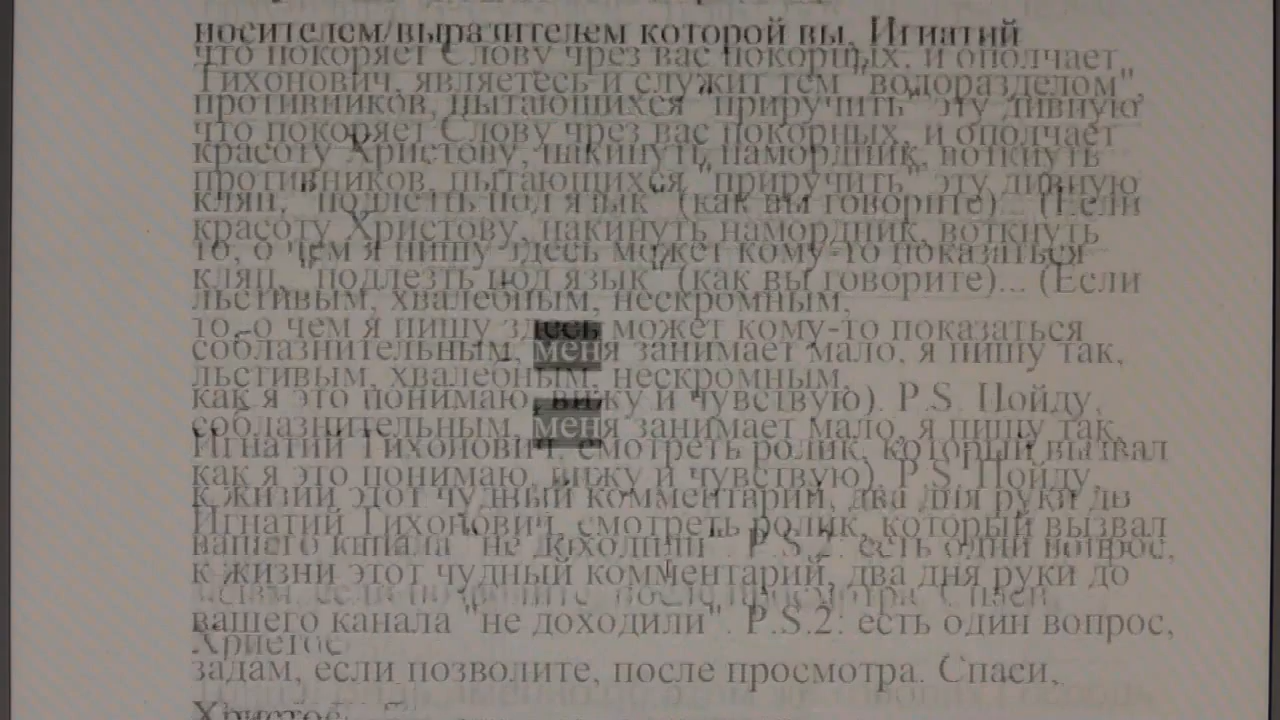 носителем/выразителем которой вы, Игнатий
Тихонович, являетесь и служит тем "водоразделом",
что покоряет Слову чрез вас покорных, и ополчает
противников, пытающихся "приручить" эту дивную
красоту Христову, накинуть намордник, воткнуть
кляп, "подлезть под язык" (как вы говорите)... (Если
то, о чем я пишу здесь может кому-то показаться
льстивым, хвалебным, нескромным,
соблазнительным, меня занимает мало, я пишу так,
как я это понимаю, вижу и чувствую). P.S. Пойду,
Игнатий Тихонович, смотреть ролик, который вызвал
к жизни этот чудный комментарий, два дня руки до
вашего канала "не доходили". P.S.2: есть один вопрос,
задам, если позволите, после просмотра. Спаси,
Христос.